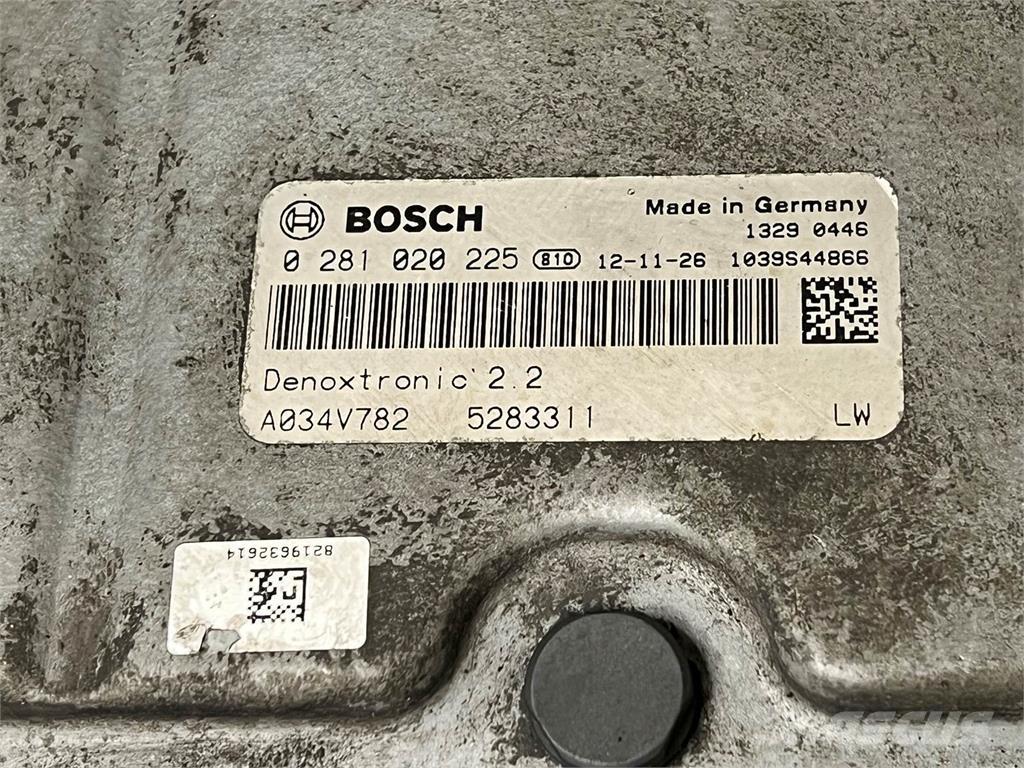 BOSCH
Made in Germany
1329 0446
0 281 020 225 810 12-11-26 1039S44866
Denoxtronic 2.2
A034V782 5283311 LW
8219632614
ascus